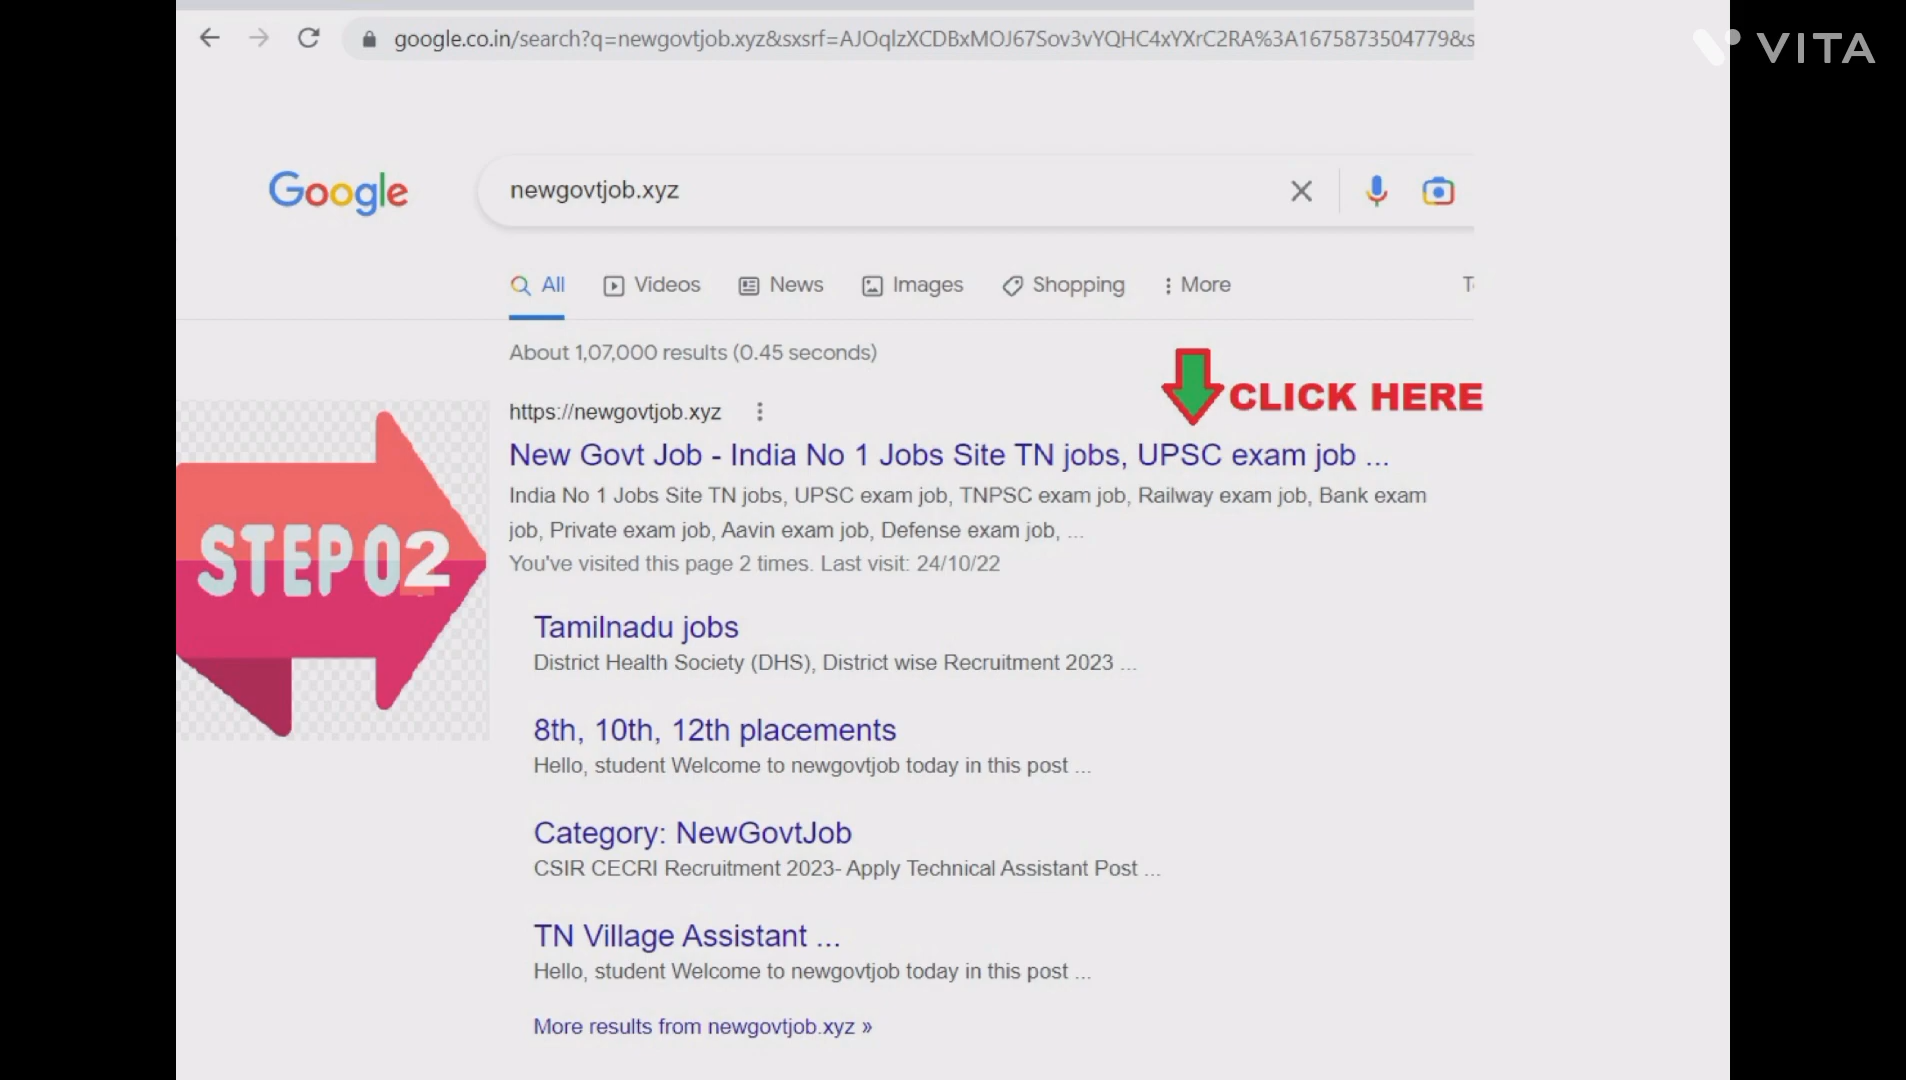 google.co.in/search?q=newgovtjob.xyz&sxsrf=AJOqlzXCDBxMOJ67Sov3vYQHC4xYXrC2RA%3A1675873504779&s
VITA
Google
newgovtjob.xyz
All Videos News Images Shopping More
About 1,07,000 results (0.45 seconds)
CLICK HERE
https://newgovtjob.xyz
New Govt Job - India No 1 Jobs Site TN jobs, UPSC exam job ...
India No 1 Jobs Site TN jobs, UPSC exam job, TNPSC exam job, Railway exam job, Bank exam
job, Private exam job, Aavin exam job, Defense exam job, ...
You've visited this page 2 times. Last visit: 24/10/22
STEP 02
Tamilnadu jobs
District Health Society (DHS), District wise Recruitment 2023 ...
8th, 10th, 12th placements
Hello, student Welcome to newgovtjob today in this post ...
Category: NewGovtJob
CSIR CECRI Recruitment 2023- Apply Technical Assistant Post ...
TN Village Assistant ...
Hello, student Welcome to newgovtjob today in this post ...
More results from newgovtjob.xyz »